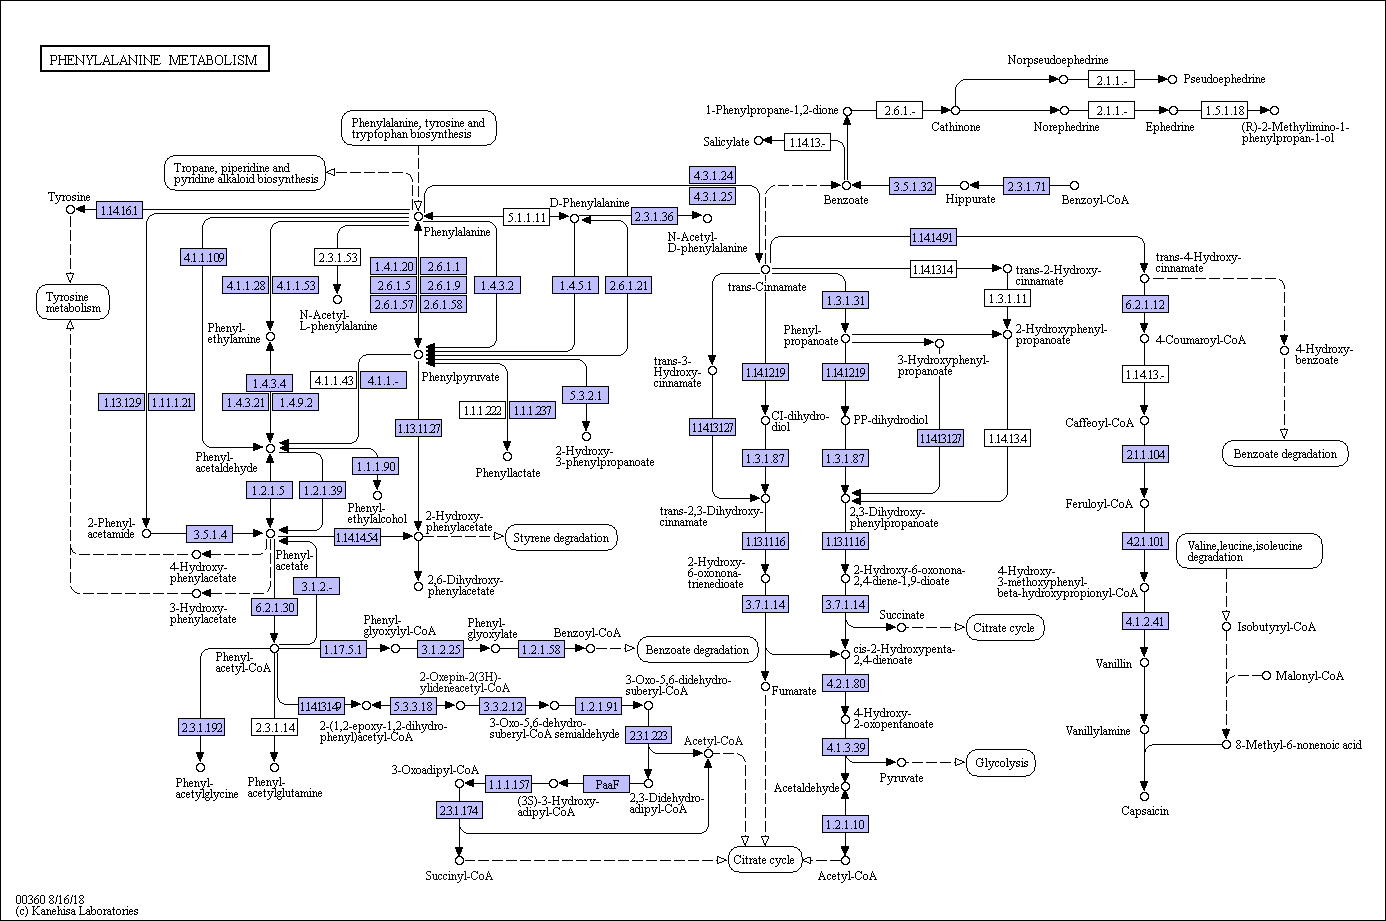 PHENYLALANINE METABOLISM
Phenylalanine, tyrosine and
tryptophan biosynthesis
Tropane, piperidine and
pyridine alkaloid biosynthesis
Norpseudoephedrine
2.1.1.-
Pseudoephedrine
1-Phenylpropane-1,2-dione
2.6.1.-
Cathinone
Norephedrine
2.1.1.-
Ephedrine
1.5.1.18
(R)-2-Methylimino-1-
phenylpropan-1-ol
Salicylate
1.14.13.-
4.3.1.24
4.3.1.25
Benzoate
3.5.1.32
Hippurate
2.3.1.71
Benzoyl-CoA
Tyrosine
1.14.16.1
Phenylalanine
5.1.1.11
D-Phenylalanine
2.3.1.36
N-Acetyl-
D-phenylalanine
1.14.14.91
4.1.1.109
2.3.1.53
1.4.1.20
2.6.1.1
2.6.1.5
2.6.1.9
2.6.1.57
2.6.1.58
1.4.3.2
1.4.5.1
2.6.1.21
4.1.1.28
4.1.1.53
trans-Cinnamate
1.14.13.14
trans-2-Hydroxy-
cinnamate
trans-4-Hydroxy-
cinnamate
Tyrosine
metabolism
N-Acetyl-
L-phenylalanine
Phenyl-
ethylamine
1.3.1.31
1.3.1.11
6.2.1.12
Phenyl-
propanoate
2-Hydroxyphenyl-
propanoate
4-Coumaroyl-CoA
4-Hydroxy-
benzoate
trans-3-
Hydroxy-
cinnamate
3-Hydroxyphenyl-
propanoate
Phenylpyruvate
1.4.3.4
4.1.1.43
4.1.1.-
1.14.12.19
1.14.12.19
1.14.13.-
1.13.12.9
1.11.1.21
1.4.3.21
1.4.9.2
1.1.1.222
1.1.1.237
5.3.2.1
CI-dihydro-
diol
PP-dihydrodiol
Caffeoyl-CoA
1.13.11.27
1.14.13.127
1.14.13.127
1.14.13.4
Phenyl-
acetaldehyde
1.1.1.90
Phenyllactate
2-Hydroxy-
3-phenylpropanoate
1.3.1.87
1.3.1.87
2.1.1.104
Benzoate degradation
1.2.1.5
1.2.1.39
Phenyl-
ethylalcohol
trans-2,3-Dihydroxy-
cinnamate
2,3-Dihydroxy-
phenylpropanoate
Feruloyl-CoA
2-Phenyl-
acetamide
3.5.1.4
1.14.14.54
2-Hydroxy-
phenylacetate
Styrene degradation
1.13.11.16
1.13.11.16
4.2.1.101
Valine,leucine,isoleucine
degradation
Phenyl-
acetate
4-Hydroxy-
phenylacetate
2,6-Dihydroxy-
phenylacetate
2-Hydroxy-
6-oxonona-
trienedioate
2-Hydroxy-6-oxonona-
2,4-diene-1,9-dioate
4-Hydroxy-
3-methoxyphenyl-
beta-hydroxypropionyl-CoA
3.1.2.-
3-Hydroxy-
phenylacetate
6.2.1.30
3.7.1.14
3.7.1.14
Succinate
Citrate cycle
4.1.2.41
Isobutyryl-CoA
Phenyl-
acetyl-CoA
1.17.5.1
Phenyl-
glyoxylyl-CoA
3.1.2.25
Phenyl-
glyoxylate
1.2.1.58
Benzoyl-CoA
Benzoate degradation
cis-2-Hydroxypenta-
2,4-dienoate
Vanillin
Malonyl-CoA
4.2.1.80
Fumarate
1.14.13.149
2-(1,2-epoxy-1,2-dihydro-
phenyl)acetyl-CoA
5.3.3.18
2-Oxepin-2(3H)-
ylideneacetyl-CoA
3.3.2.12
3-Oxo-5,6-dehydro-
suberyl-CoA semialdehyde
1.2.1.91
3-Oxo-5,6-didehydro-
suberyl-CoA
2.3.1.192
2.3.1.14
4-Hydroxy-
2-oxopentanoate
Vanillylamine
2.3.1.223
Acetyl-CoA
4.1.3.39
8-Methyl-6-nonenoic acid
Pyruvate
Glycolysis
Phenyl-
acetylglycine
Phenyl-
acetylglutamine
3-Oxoadipyl-CoA
1.1.1.157
(3S)-3-Hydroxy-
adipyl-CoA
PaaF
2,3-Didehydro-
adipyl-CoA
Acetaldehyde
Capsaicin
2.3.1.174
1.2.1.10
Succinyl-CoA
Citrate cycle
Acetyl-CoA
00360 8/16/18
(c) Kanehisa Laboratories